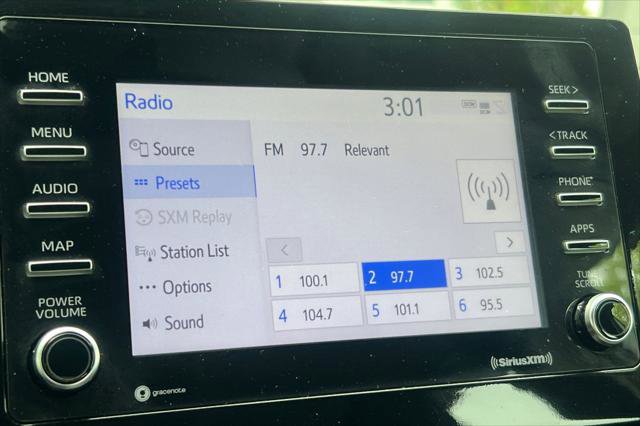 HOME
MENU
AUDIO
MAP
POWER
VOLUME
Radio
3:01
Source
Presets
SXM Replay
Station List
Options
Sound
FM 97.7 Relevant
<
>
1 100.1
2 97.7
3 102.5
4 104.7
5 101.1
6 95.5
SEEK >
< TRACK
PHONE
APPS
TUNE
SCROLL
gracenote
((SiriusXM))